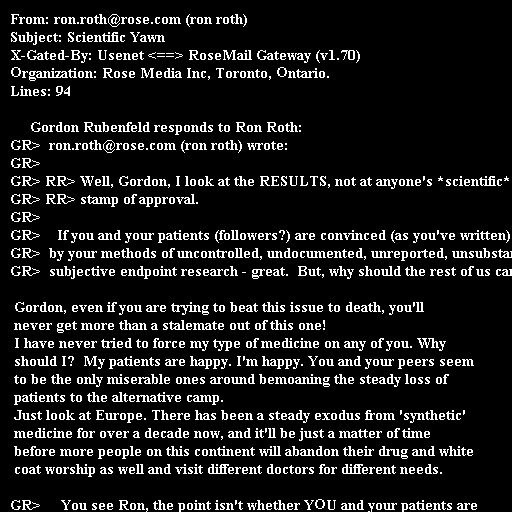 From: ron.roth@rose.com (ron roth)
Subject: Scientific Yawn
X-Gated-By: Usenet <==> RoseMail Gateway (v1.70)
Organization: Rose Media Inc, Toronto, Ontario.
Lines: 94

Gordon Rubenfeld responds to Ron Roth:
GR> ron.roth@rose.com (ron roth) wrote:
GR>
GR> RR> Well, Gordon, I look at the RESULTS, not at anyone's *scientific*
GR> RR> stamp of approval.
GR>
GR> If you and your patients (followers?) are convinced (as you've written)
GR> by your methods of uncontrolled, undocumented, unreported, unsubsta
GR> subjective endpoint research - great. But, why should the rest of us car

Gordon, even if you are trying to beat this issue to death, you'll
never get more than a stalemate out of this one!
I have never tried to force my type of medicine on any of you. Why
should I? My patients are happy. I'm happy. You and your peers seem
to be the only miserable ones around bemoaning the steady loss of
patients to the alternative camp.
Just look at Europe. There has been a steady exodus from 'synthetic'
medicine for over a decade now, and it'll be just a matter of time
before more people on this continent will abandon their drug and white
coat worship as well and visit different doctors for different needs.

GR> You see Ron, the point isn't whether YOU and your patients are